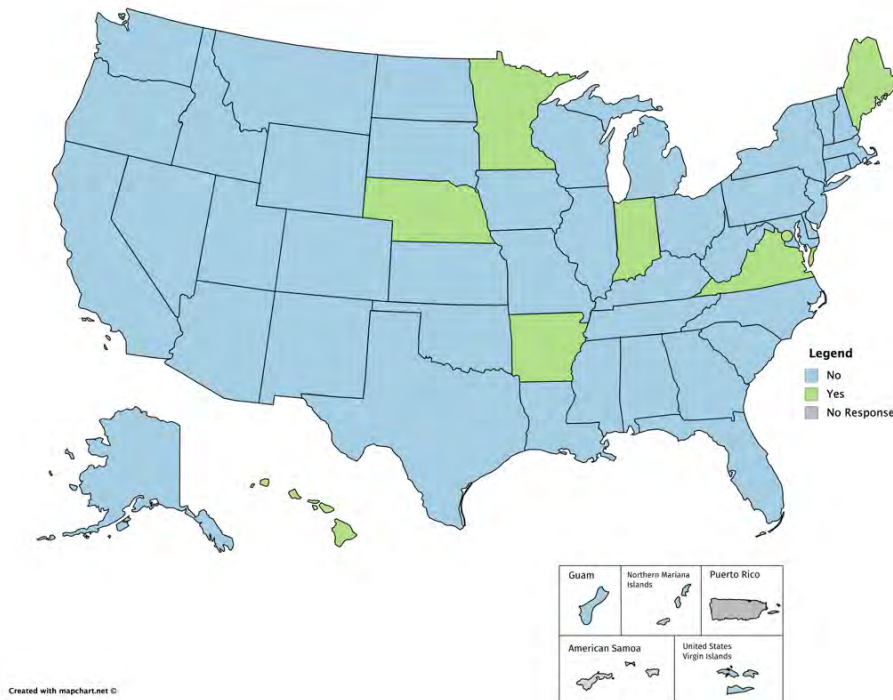 Legend
No
Yes
No Response
Guam
Northern Mariana
Islands
Puerto Rico
American Samoa
United States
Virgin Islands
Created with mapchart.net ©